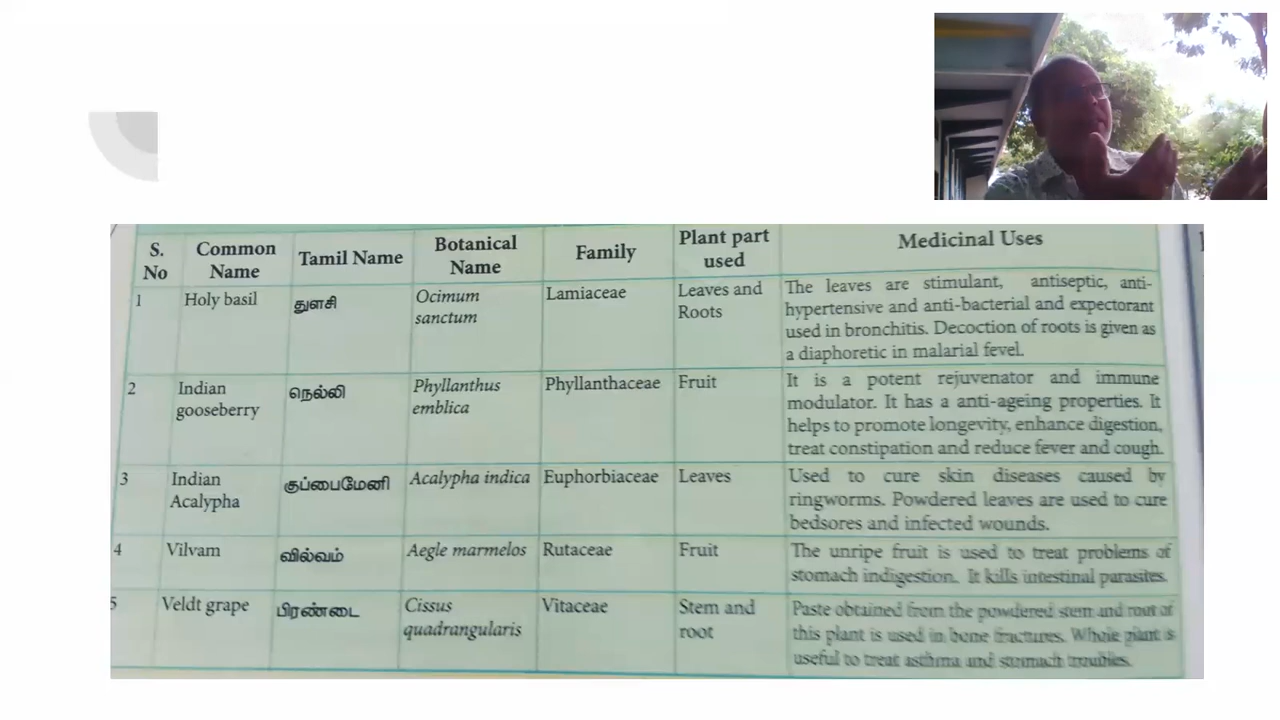 S. No Common Name Tamil Name Botanical Name Family Plant part used Medicinal Uses
1 Holy basil துளசி Ocimum sanctum Lamiaceae Leaves and Roots The leaves are stimulant, antiseptic, anti-
hypertensive and anti-bacterial and expectorant
used in bronchitis. Decoction of roots is given as
a diaphoretic in malarial fevel.
2 Indian gooseberry நெல்லி Phyllanthus emblica Phyllanthaceae Fruit It is a potent rejuvenator and immune
modulator. It has a anti-ageing properties. It
helps to promote longevity, enhance digestion,
treat constipation and reduce fever and cough.
3 Indian Acalypha குப்பைமேனி Acalypha indica Euphorbiaceae Leaves Used to cure skin diseases caused by
ringworms. Powdered leaves are used to cure
bedsores and infected wounds.
4 Vilvam வில்வம் Aegle marmelos Rutaceae Fruit The unripe fruit is used to treat problems of
stomach indigestion. It kills intestinal parasites.
5 Veldt grape பிரண்டை Cissus quadrangularis Vitaceae Stem and root Paste obtained from the powdered stem and root of
this plant is used in bone fractures. Whole plant is
useful to treat asthma and stomach troubles.